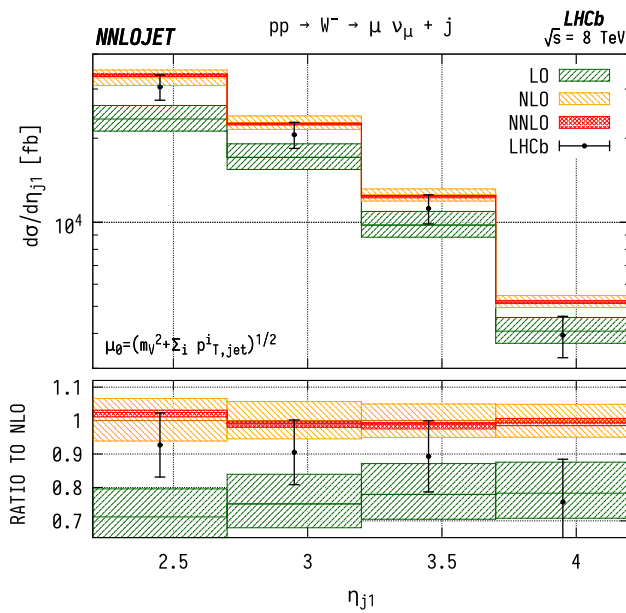 NNLOJET pp → W⁻ → μ ν_μ + j LHCb
√s = 8 TeV
LO
NLO
NNLO
LHCb
dσ/dη_j1 [fb]
10⁴
μ₀=(m_V²+Σ_i p^i_T,jet)^1/2
RATIO TO NLO
1.1
1
0.9
0.8
0.7
2.5 3 3.5 4
η_j1